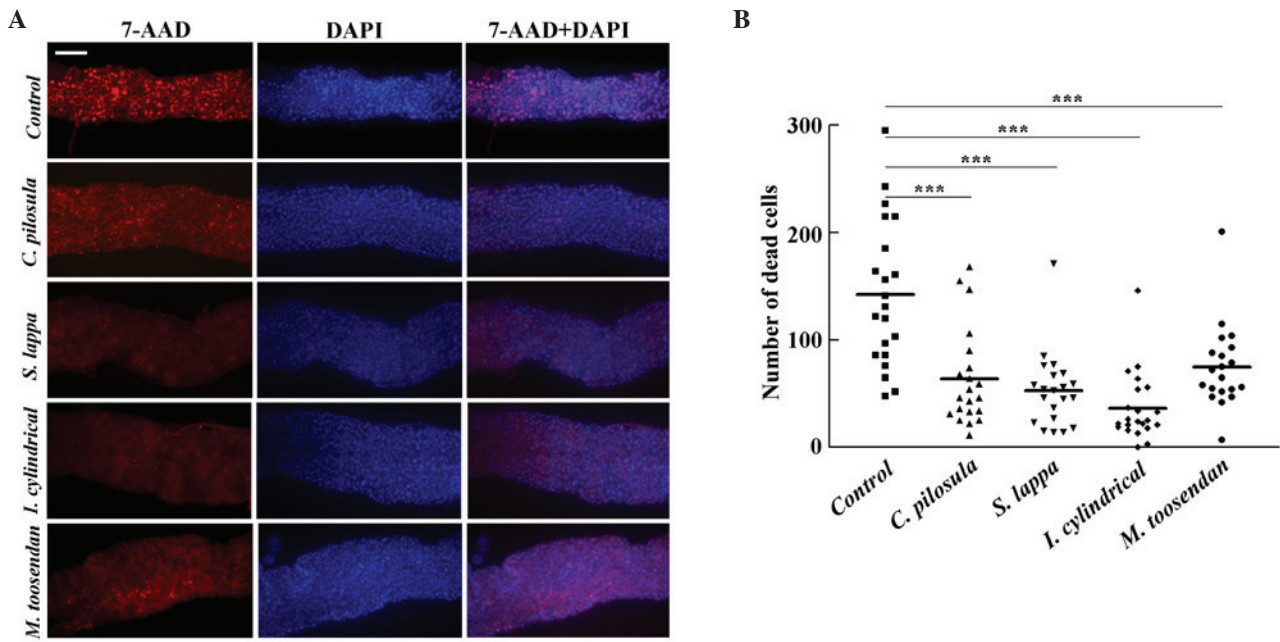 A
7-AAD
DAPI
7-AAD+DAPI
Control
C. pilosula
S. lappa
I. cylindrical
M. toosendan
B
***
***
***
***
Number of dead cells
300
200
100
0
Control
C. pilosula
S. lappa
I. cylindrical
M. toosendan